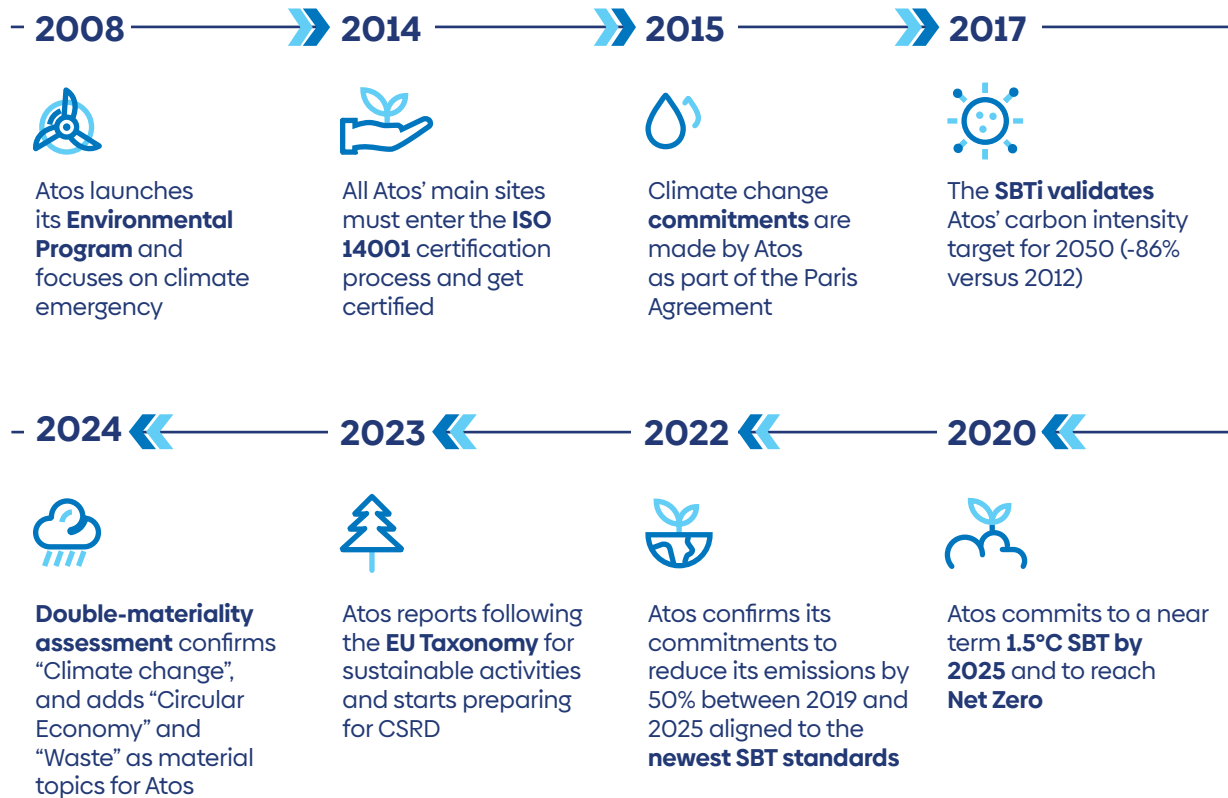 2008
Atos launches
its Environmental
Program and
focuses on climate
emergency
2014
All Atos’ main sites
must enter the ISO
14001 certification
process and get
certified
2015
Climate change
commitments are
made by Atos
as part of the Paris
Agreement
2017
The SBTi validates
Atos’ carbon intensity
target for 2050 (-86%
versus 2012)
2020
Atos commits to a near
term 1.5°C SBT by
2025 and to reach
Net Zero
2022
Atos confirms its
commitments to
reduce its emissions by
50% between 2019 and
2025 aligned to the
newest SBT standards
2023
Atos reports following
the EU Taxonomy for
sustainable activities
and starts preparing
for CSRD
2024
Double-materiality
assessment confirms
“Climate change”,
and adds “Circular
Economy” and
“Waste” as material
topics for Atos